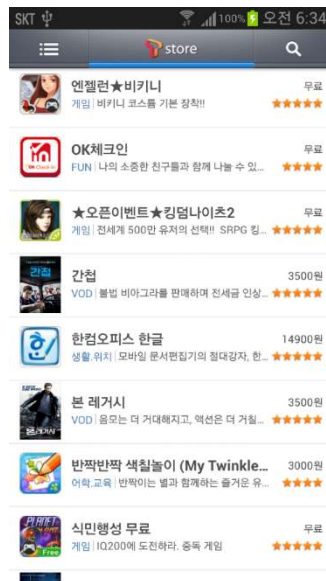 SKT 100% 오전 6:34
T store
엔젤런★비키니 무료
게임 | 비키니 코스튬 기본 장착!!
OK체크인 무료
FUN | 나의 소중한 친구들과 함께 나눌 수 있...
★오픈이벤트★킹덤나이츠2 무료
게임 | 전세계 500만 유저의 선택!! SRPG 킹...
간첩 3500원
VOD | 불법 비아그라를 판매하며 전세금 인상...
한컴오피스 한글 14900원
생활.위치 | 모바일 문서편집기의 절대강자, 한...
본 레거시 3500원
VOD | 음모는 더 거대해지고, 액션은 더 거칠...
반짝반짝 색칠놀이 (My Twinkle... 3000원
어학.교육 | 반짝이는 별과 함께하는 즐거운 유...
식민행성 무료 무료
게임 | IQ200에 도전하라. 중독 게임